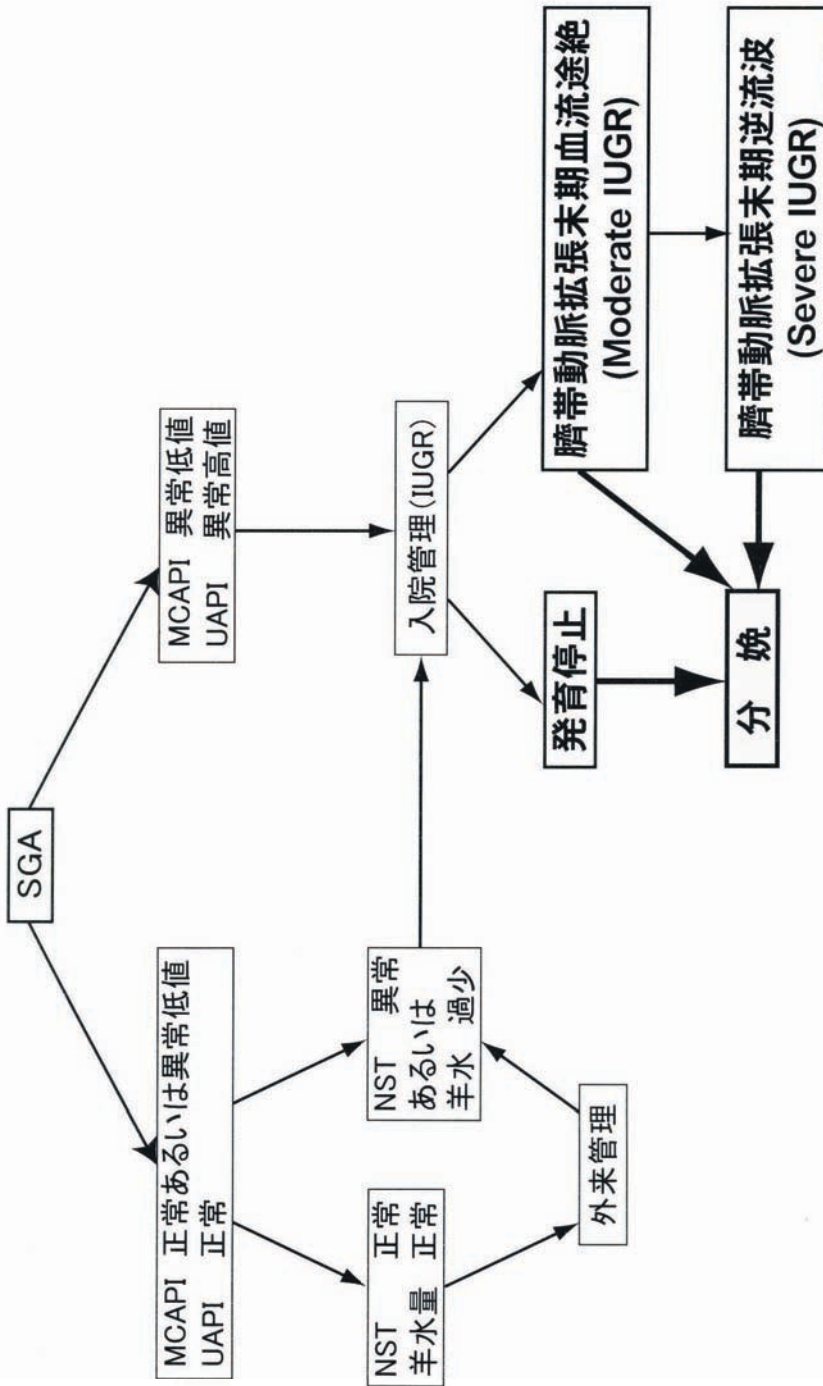 SGA
MCAPI 正常あるいは異常低値
UAPI 正常
MCAPI 異常低値
UAPI 異常高値
NST 正常
羊水量 正常
NST 異常
あるいは
羊水 過少
外来管理
入院管理(IUGR)
発育停止
臍帯動脈拡張末期血流途絶
(Moderate IUGR)
分 娩
臍帯動脈拡張末期逆流波
(Severe IUGR)